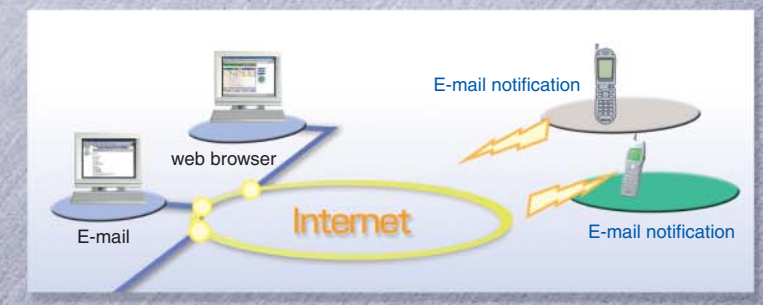 E-mail notification
web browser
Internet
E-mail
E-mail notification